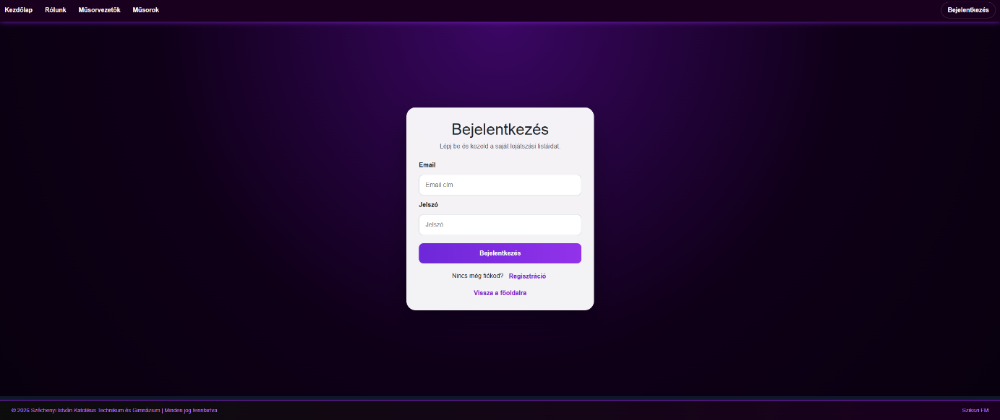 Kezdőlap Rólunk Műsorvezetők Műsorok Bejelentkezés
Bejelentkezés
Lépj be és kezeld a saját lejátszási listáidat.
Email
Email cím
Jelszó
Jelszó
Bejelentkezés
Nincs még fiókod? Regisztráció
Vissza a főoldalra
© 2026 Széchenyi István Katolikus Technikum és Gimnázium | Minden jog fenntartva Szikszi FM